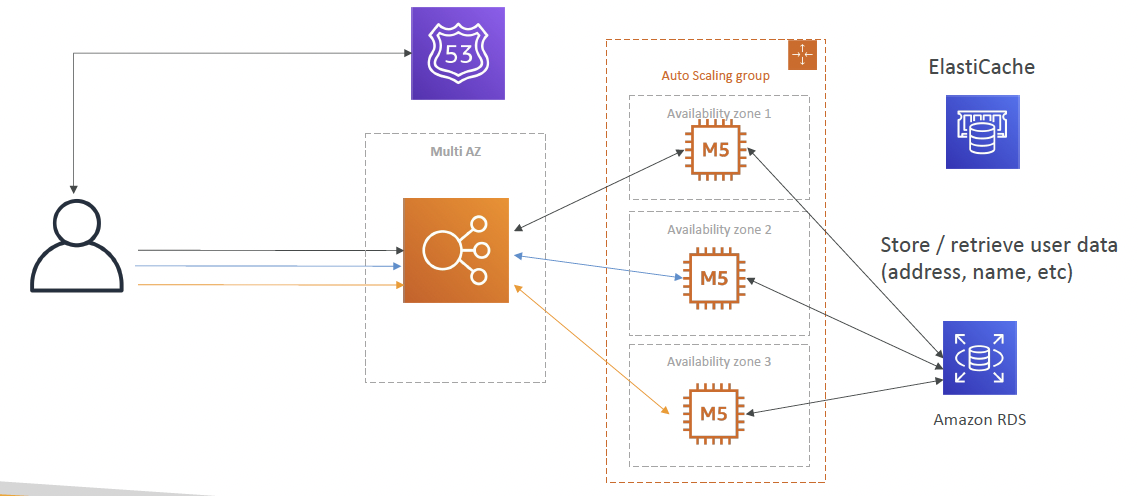 53
Auto Scaling group
ElastiCache
Availability zone 1
M5
Multi AZ
Availability zone 2
M5
Store / retrieve user data
(address, name, etc)
Availability zone 3
M5
Amazon RDS